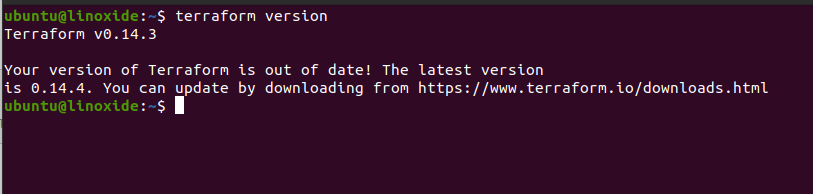 ubuntu@linoxide:~$ terraform version
Terraform v0.14.3
Your version of Terraform is out of date! The latest version
is 0.14.4. You can update by downloading from https://www.terraform.io/downloads.html
ubuntu@linoxide:~$